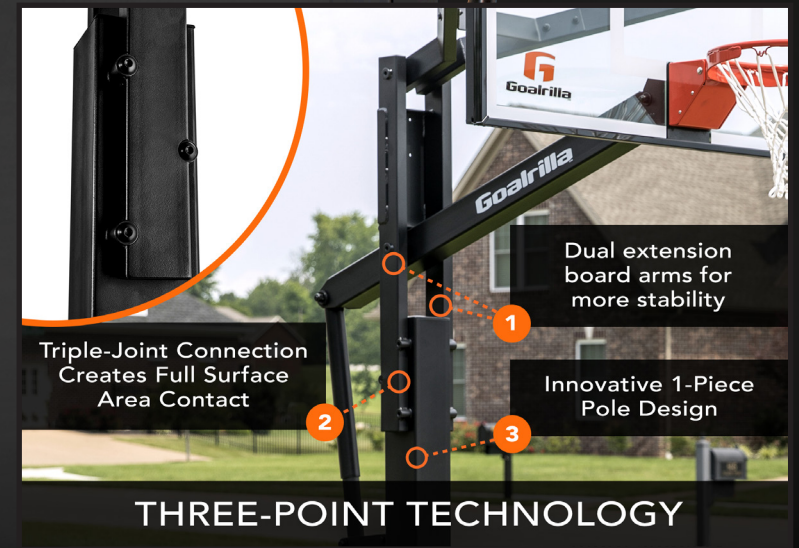 Goalrilla
Goalrilla
Dual extension
board arms for
more stability
1
Triple-Joint Connection
Creates Full Surface
Area Contact
2
Innovative 1-Piece
Pole Design
3
THREE-POINT TECHNOLOGY